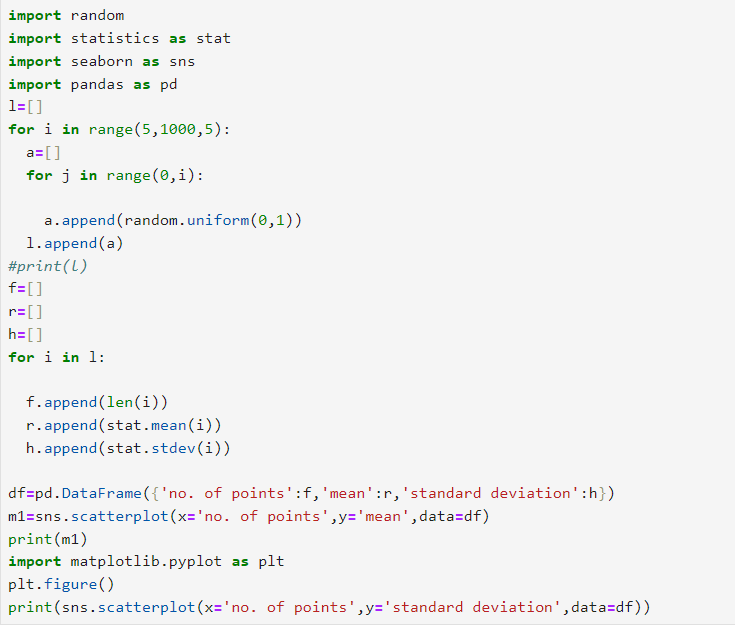 import random
import statistics as stat
import seaborn as sns
import pandas as pd
l=[]
for i in range(5,1000,5):
  a=[]
  for j in range(0,i):

    a.append(random.uniform(0,1))
  l.append(a)
#print(l)
f=[]
r=[]
h=[]
for i in l:

  f.append(len(i))
  r.append(stat.mean(i))
  h.append(stat.stdev(i))

df=pd.DataFrame({'no. of points':f,'mean':r,'standard deviation':h})
m1=sns.scatterplot(x='no. of points',y='mean',data=df)
print(m1)
import matplotlib.pyplot as plt
plt.figure()
print(sns.scatterplot(x='no. of points',y='standard deviation',data=df))